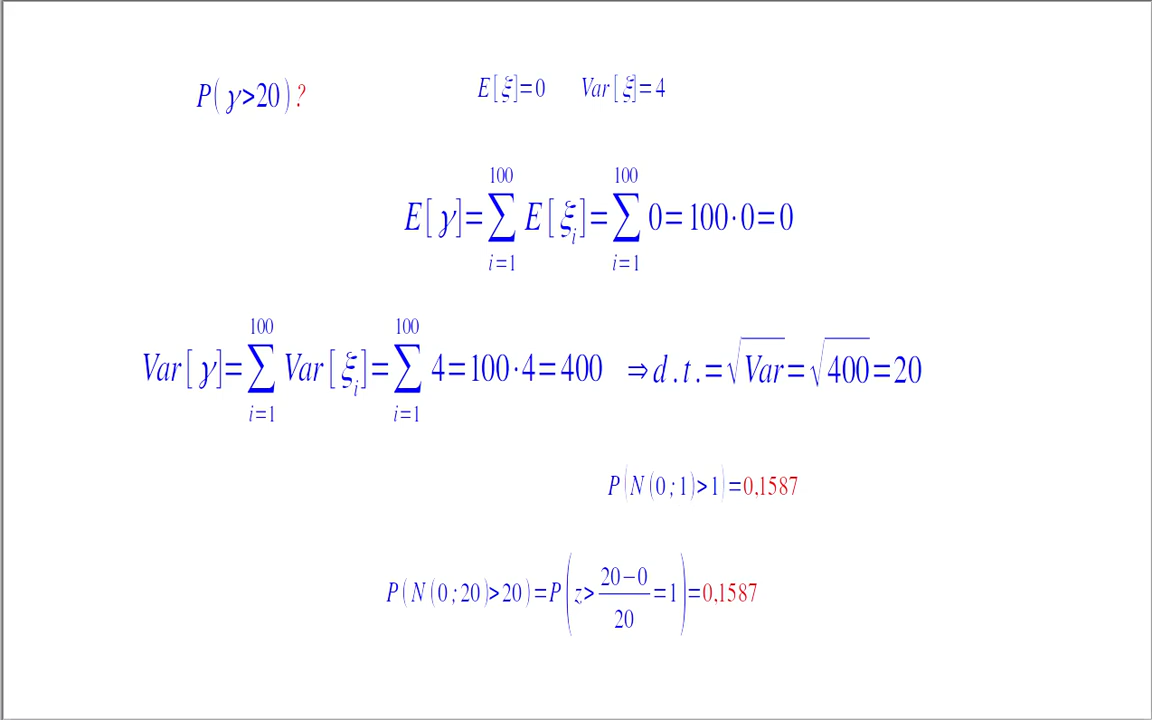 P(γ>20)?  E[ξ]=0  Var[ξ]=4
E[γ]=∑_{i=1}^{100} E[ξ_i]=∑_{i=1}^{100} 0=100·0=0
Var[γ]=∑_{i=1}^{100} Var[ξ_i]=∑_{i=1}^{100} 4=100·4=400 ⇒ d.t.=√Var=√400=20
P(N(0;1)>1)=0,1587
P(N(0;20)>20)=P(z>\frac{20−0}{20}=1)=0,1587